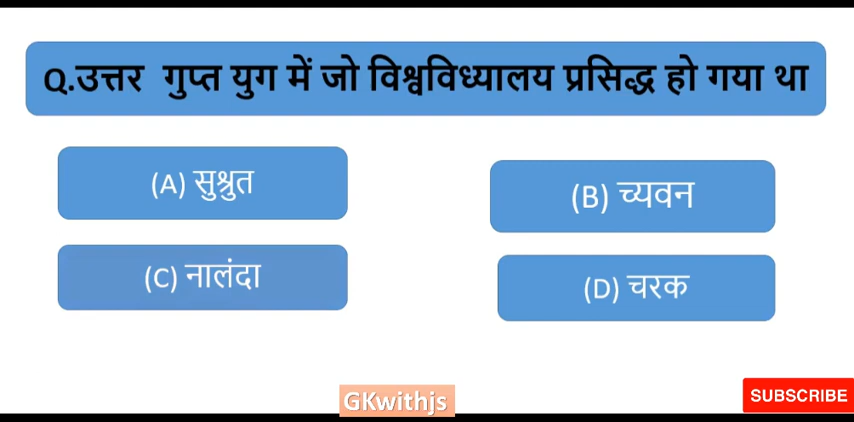 Q.उत्तर गुप्त युग में जो विश्वविध्यालय प्रसिद्ध हो गया था
(A) सुश्रुत
(B) च्यवन
(C) नालंदा
(D) चरक
GKwithjs
SUBSCRIBE